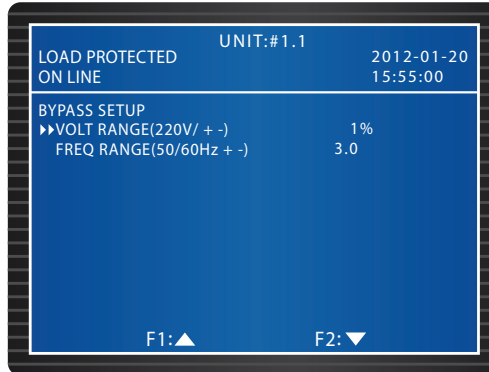 UNIT:#1.1
LOAD PROTECTED 2012-01-20
ON LINE 15:55:00
BYPASS SETUP
VOLT RANGE(220V/ + -) 1%
FREQ RANGE(50/60Hz + -) 3.0
F1:▲ F2:▼